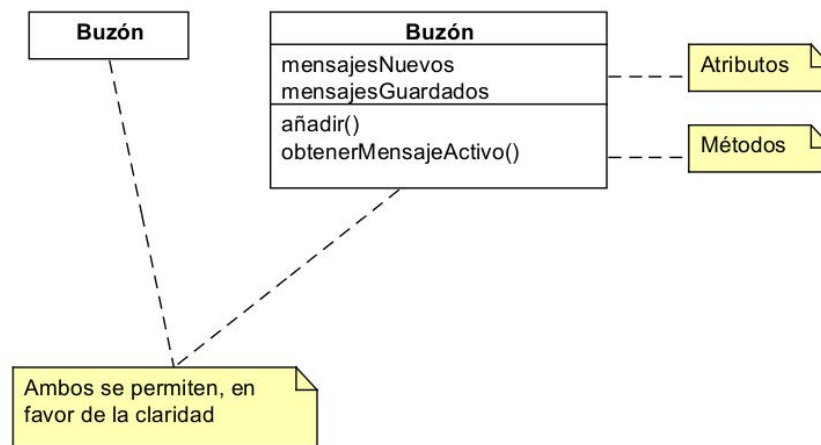 Buzón
Buzón
mensajesNuevos
mensajesGuardados
añadir()
obtenerMensajeActivo()
Atributos
Métodos
Ambos se permiten, en
favor de la claridad